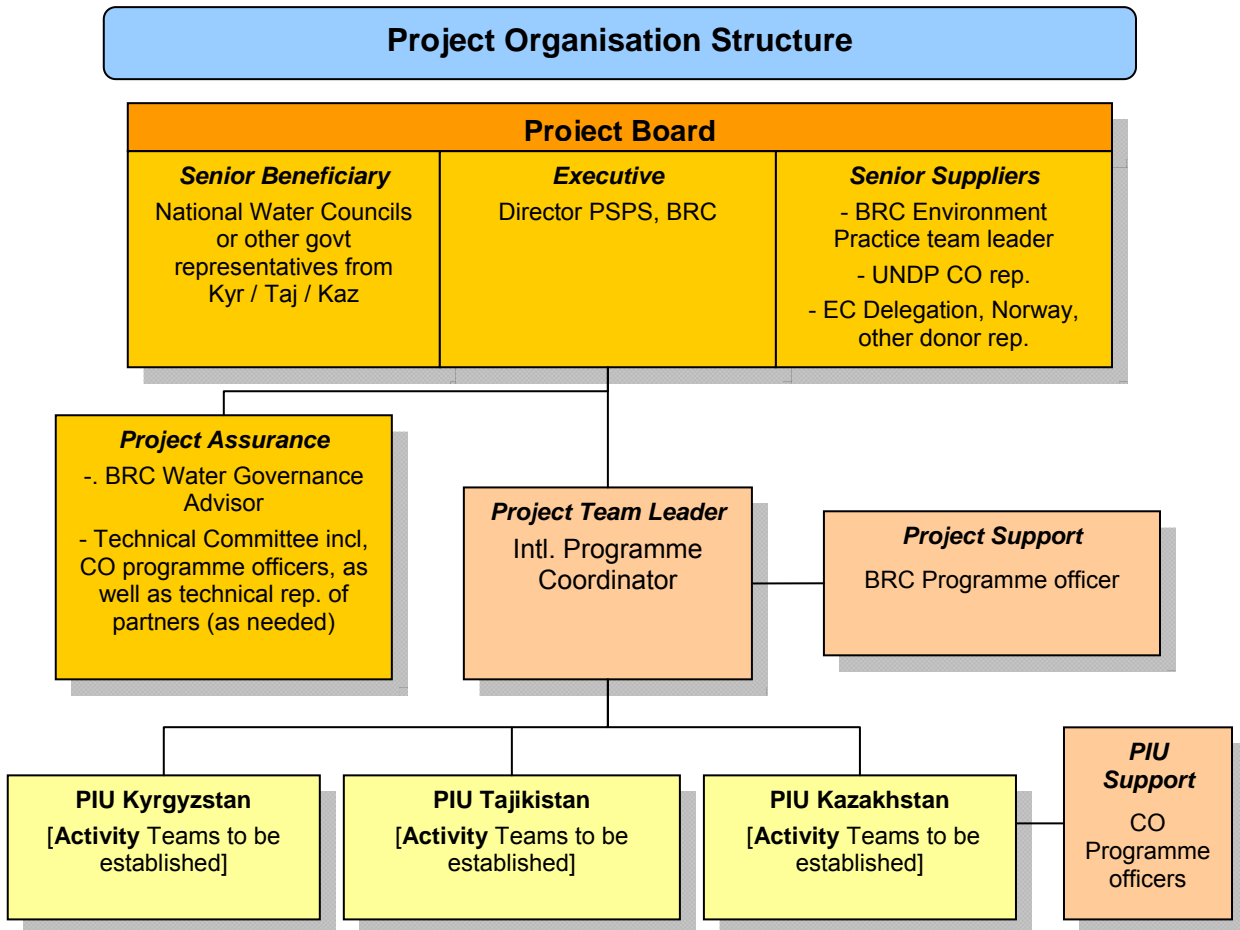 Project Organisation Structure
Project Board
Senior Beneficiary
National Water Councils
or other govt
representatives from
Kyr / Taj / Kaz
Executive
Director PSPS, BRC
Senior Suppliers
- BRC Environment
Practice team leader
- UNDP CO rep.
- EC Delegation, Norway,
other donor rep.
Project Assurance
-. BRC Water Governance
Advisor
- Technical Committee incl,
CO programme officers, as
well as technical rep. of
partners (as needed)
Project Team Leader
Intl. Programme
Coordinator
Project Support
BRC Programme officer
PIU Kyrgyzstan
[Activity Teams to be
established]
PIU Tajikistan
[Activity Teams to be
established]
PIU Kazakhstan
[Activity Teams to be
established]
PIU
Support
CO
Programme
officers